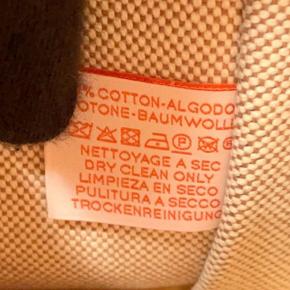 % COTTON-ALGODO
OTONE-BAUMWOLL
NETTOYAGE A SEC
DRY CLEAN ONLY
LIMPIEZA EN SECO
PULITURA A SECCO
TROCKENREINIGUNG